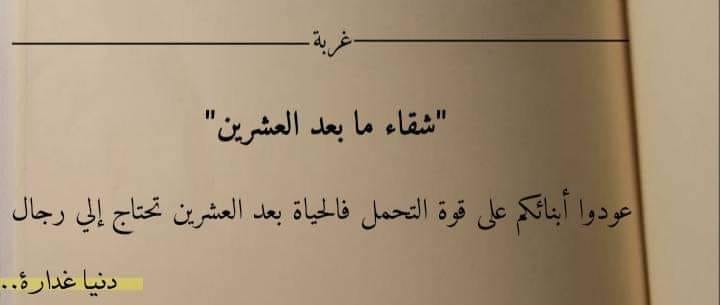 غربة
"شقاء ما بعد العشرين"
عودوا أبنائكم على قوة التحمل فالحياة بعد العشرين تحتاج إلي رجال
دنيا غدارة..